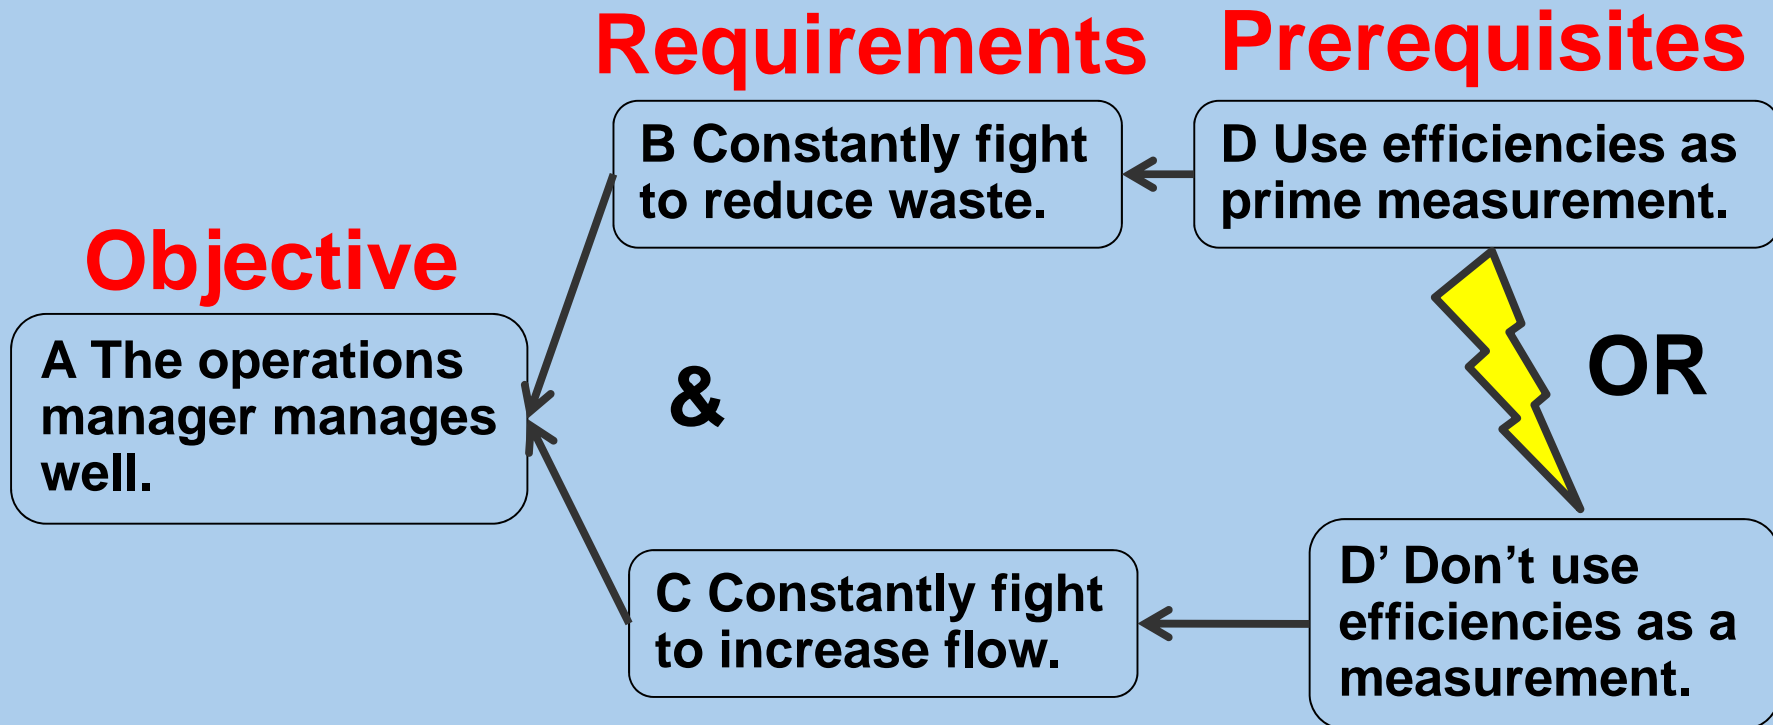 Requirements
Prerequisites
B Constantly fight
to reduce waste.
D Use efficiencies as
prime measurement.
Objective
A The operations
manager manages
well.
&
OR
C Constantly fight
to increase flow.
D’ Don’t use
efficiencies as a
measurement.